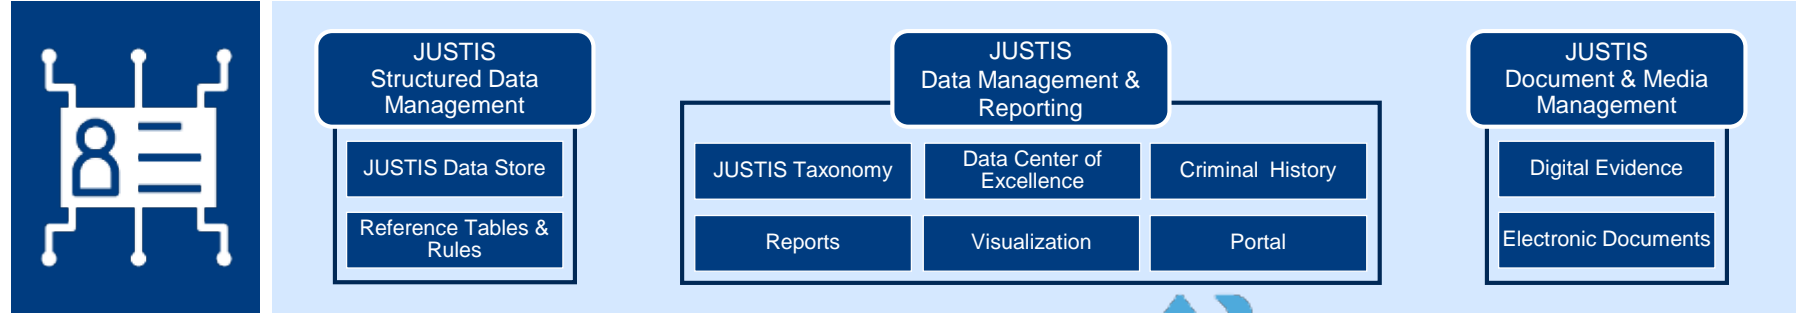 JUSTIS
Structured Data
Management
JUSTIS Data Store
Reference Tables &
Rules
JUSTIS
Data Management &
Reporting
JUSTIS Taxonomy
Data Center of
Excellence
Criminal History
Reports
Visualization
Portal
JUSTIS
Document & Media
Management
Digital Evidence
Electronic Documents